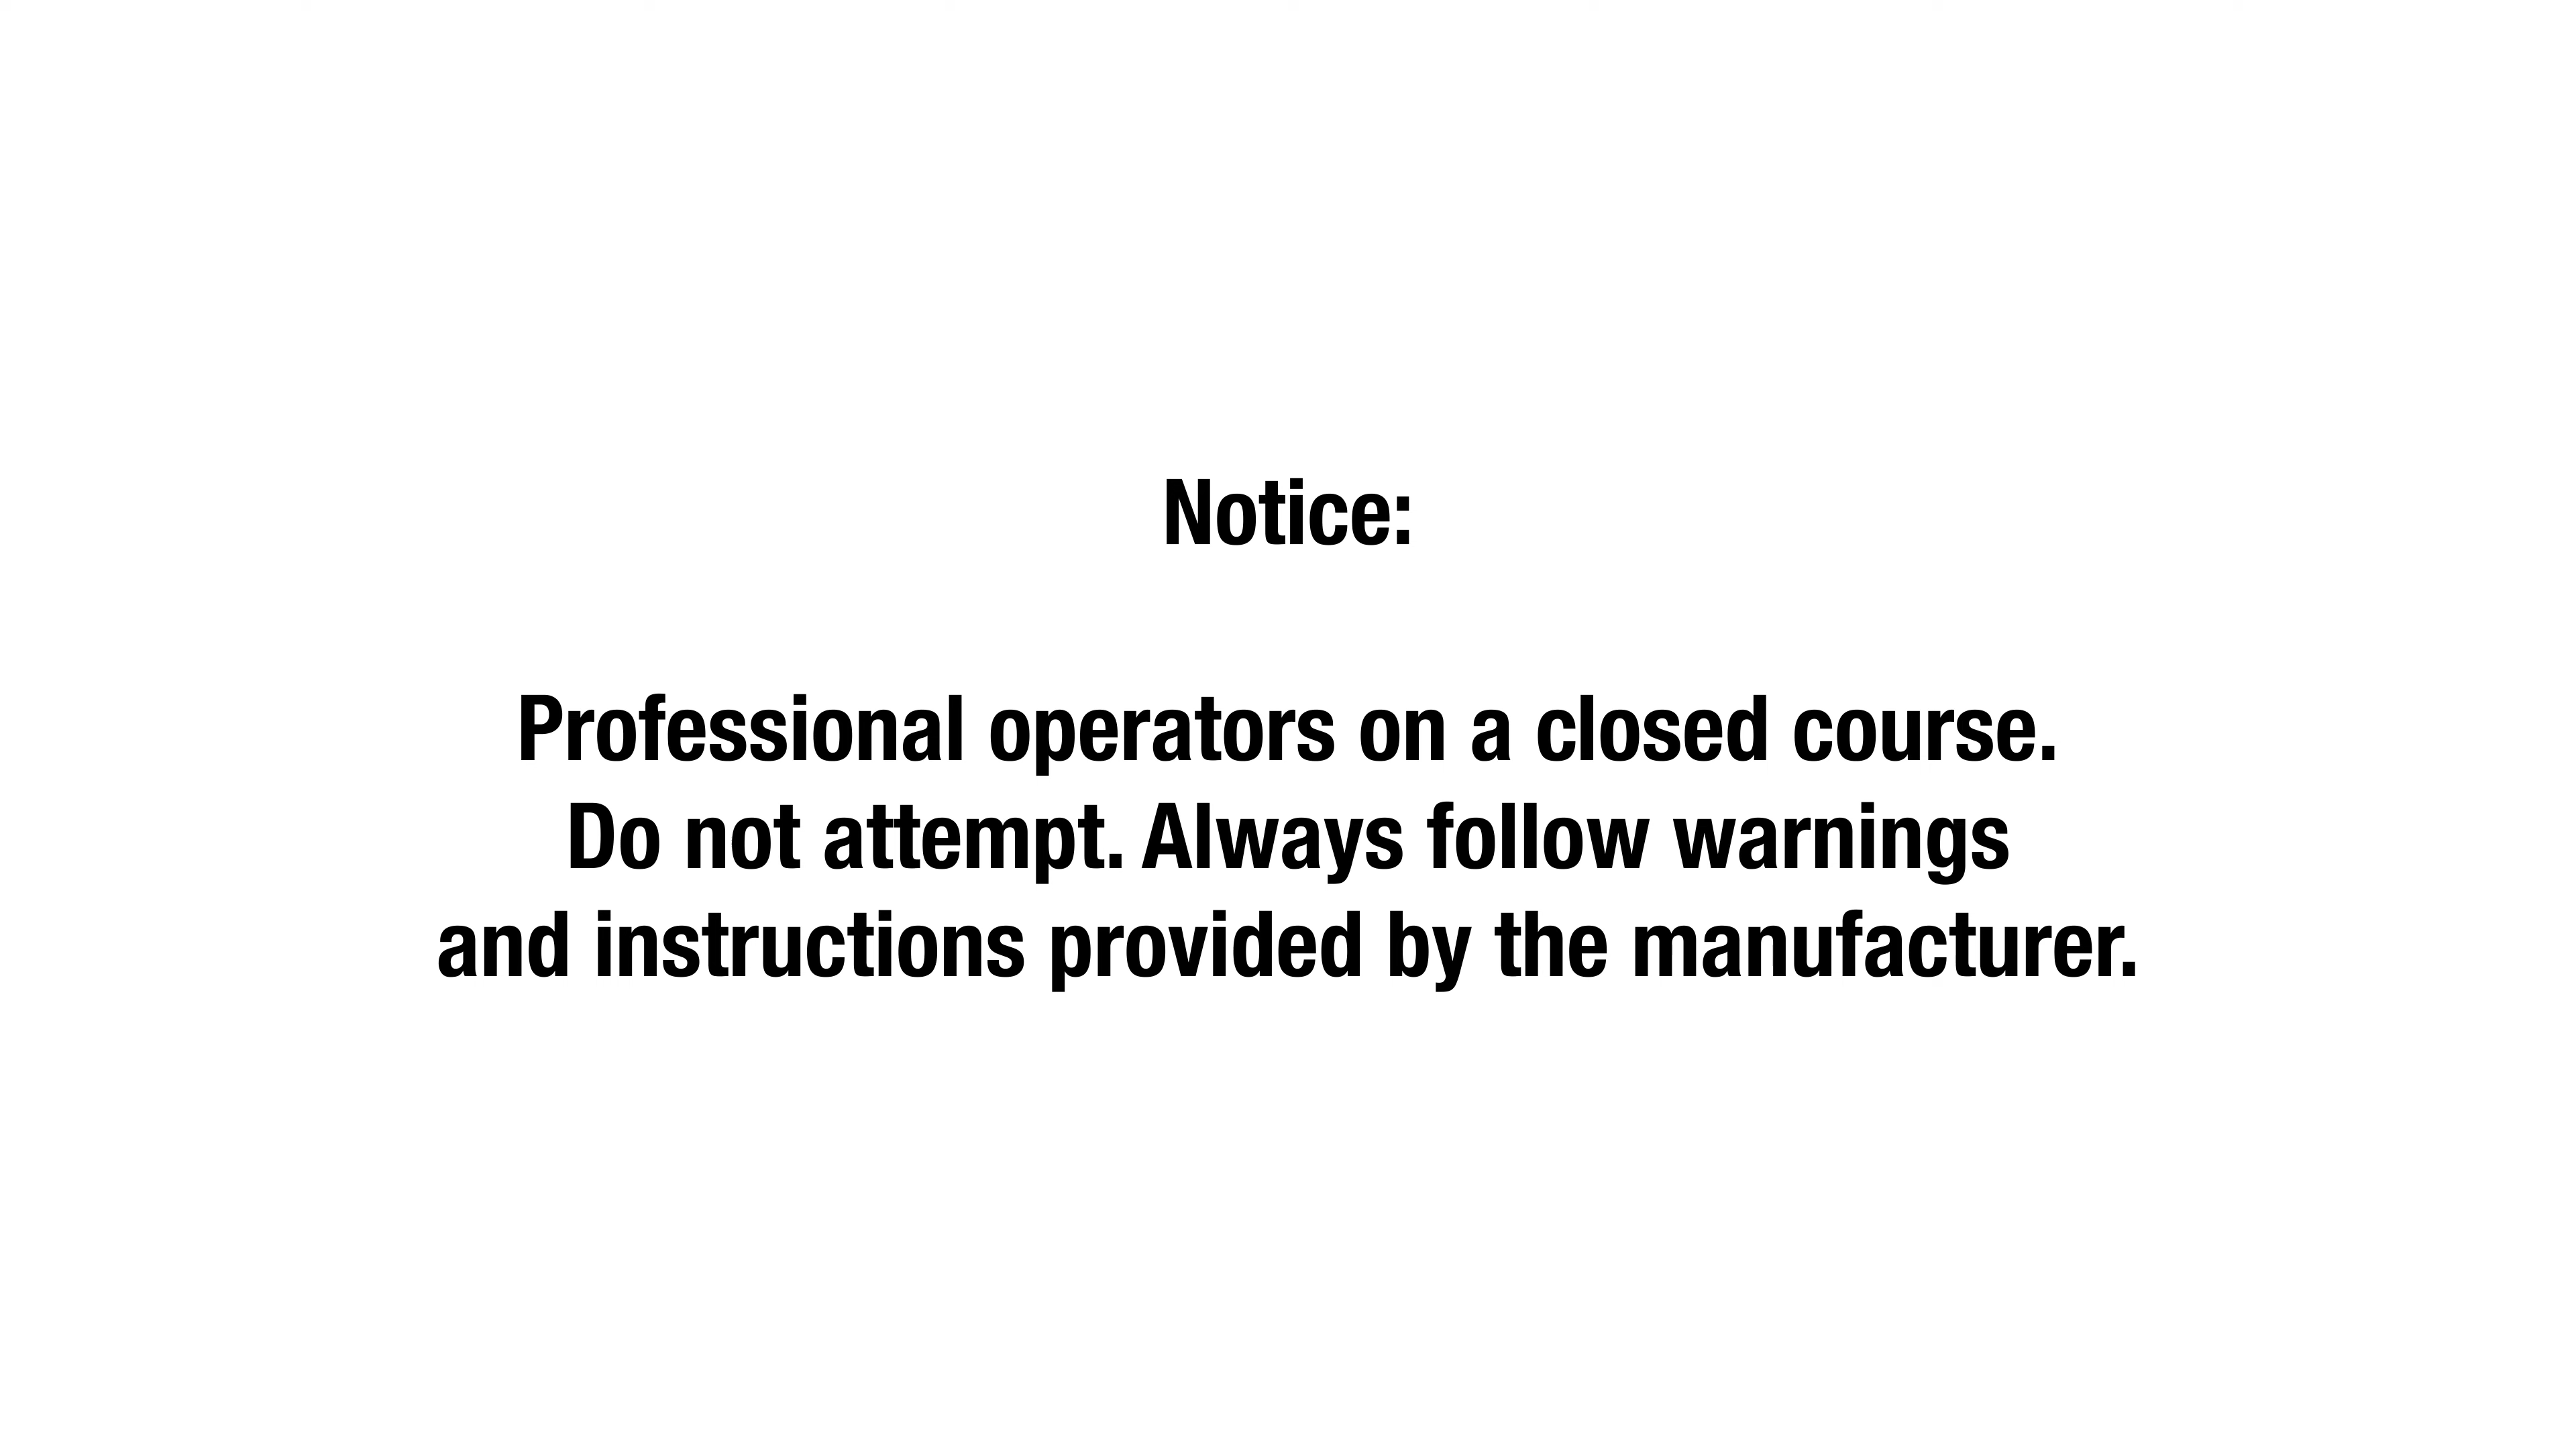 Notice:
Professional operators on a closed course.
Do not attempt. Always follow warnings
and instructions provided by the manufacturer.